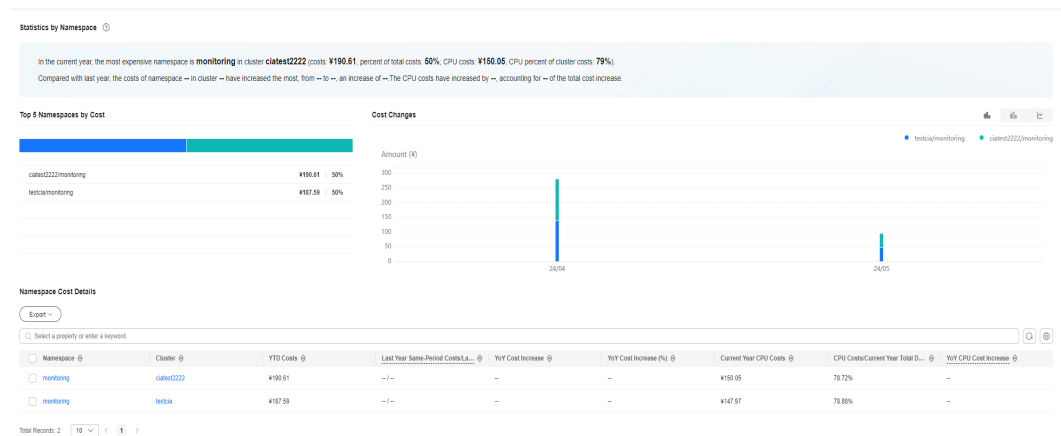 Statistics by Namespace
In the current year, the most expensive namespace is monitoring in cluster ciatest2222 (costs: ¥190.61, percent of total costs: 50%; CPU costs: ¥150.05, CPU percent of cluster costs: 79%).
Compared with last year, the costs of namespace -- in cluster -- have increased the most, from -- to --, an increase of --.The CPU costs have increased by --, accounting for -- of the total cost increase.
Top 5 Namespaces by Cost
ciatest2222/monitoring ¥190.61 | 50%
testcia/monitoring ¥187.59 | 50%
Cost Changes
testcia/monitoring ciatest2222/monitoring
Amount (¥)
300
250
200
150
100
50
0
24/04 24/05
Namespace Cost Details
Export
Select a property or enter a keyword.
Namespace Cluster YTD Costs Last Year Same-Period Costs/La... YoY Cost Increase YoY Cost Increase (%) Current Year CPU Costs CPU Costs/Current Year Total D... YoY CPU Cost Increase
monitoring ciatest2222 ¥190.61 -- / -- -- -- ¥150.05 78.72% --
monitoring testcia ¥187.59 -- / -- -- -- ¥147.97 78.88% --
Total Records: 2 10 < 1 >